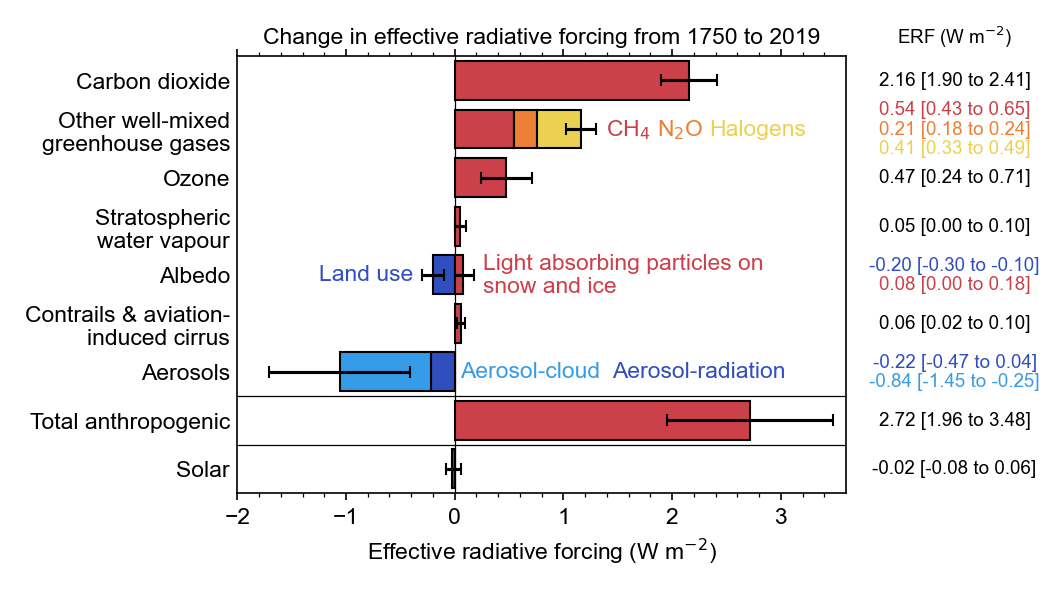 Change in effective radiative forcing from 1750 to 2019
ERF (W m⁻²)
Carbon dioxide
2.16 [1.90 to 2.41]
Other well-mixed
greenhouse gases
CH₄ N₂O Halogens
0.54 [0.43 to 0.65]
0.21 [0.18 to 0.24]
0.41 [0.33 to 0.49]
Ozone
0.47 [0.24 to 0.71]
Stratospheric
water vapour
0.05 [0.00 to 0.10]
Albedo
Land use
Light absorbing particles on
snow and ice
-0.20 [-0.30 to -0.10]
0.08 [0.00 to 0.18]
Contrails & aviation-
induced cirrus
0.06 [0.02 to 0.10]
Aerosols
Aerosol-cloud Aerosol-radiation
-0.22 [-0.47 to 0.04]
-0.84 [-1.45 to -0.25]
Total anthropogenic
2.72 [1.96 to 3.48]
Solar
-0.02 [-0.08 to 0.06]
−2 −1 0 1 2 3
Effective radiative forcing (W m⁻²)